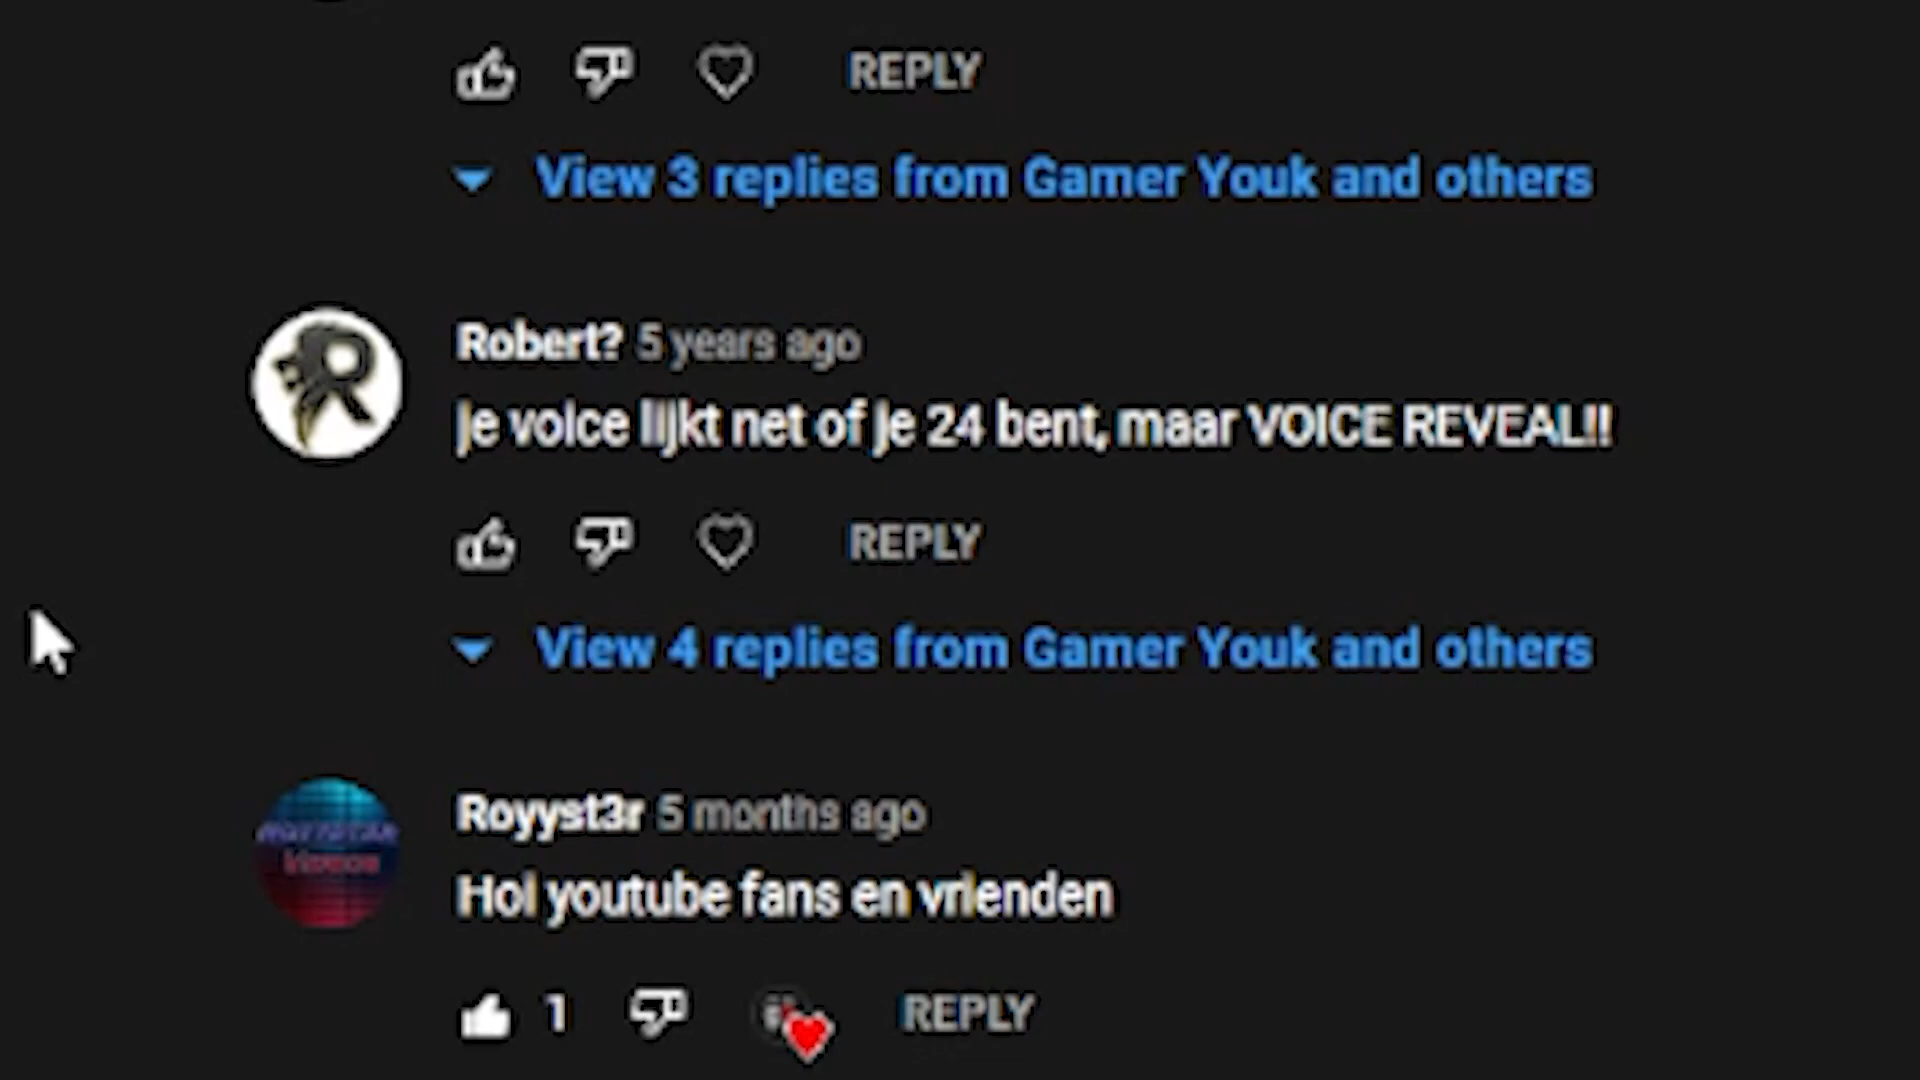 REPLY
View 3 replies from Gamer Youk and others
Robert? 5 years ago
je voice lijkt net of je 24 bent, maar VOICE REVEAL!!
REPLY
View 4 replies from Gamer Youk and others
Royyst3r 5 months ago
Hoi youtube fans en vrienden
1
REPLY